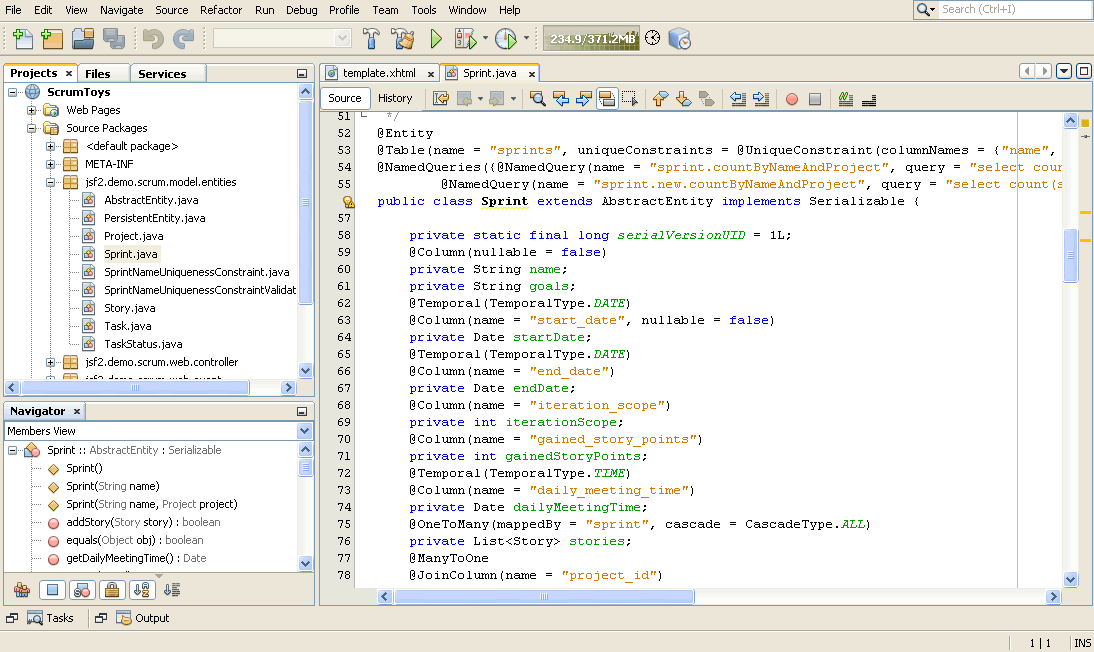 File Edit View Navigate Source Refactor Run Debug Profile Team Tools Window Help
Search (Ctrl+I)
234.9/371.2MB
Projects Files Services
ScrumToys
Web Pages
Source Packages
<default package>
META-INF
jsf2.demo.scrum.model.entities
AbstractEntity.java
PersistentEntity.java
Project.java
Sprint.java
SprintNameUniquenessConstraint.java
SprintNameUniquenessConstraintValidat
Story.java
Task.java
TaskStatus.java
jsf2.demo.scrum.web.controller
jsf2.demo.scrum.web.event
Navigator
Members View
Sprint :: AbstractEntity : Serializable
Sprint()
Sprint(String name)
Sprint(String name, Project project)
addStory(Story story) : boolean
equals(Object obj) : boolean
getDailyMeetingTime() : Date
template.xhtml Sprint.java
Source History
51 */
52 @Entity
53 @Table(name = "sprints", uniqueConstraints = @UniqueConstraint(columnNames = {"name",
54 @NamedQueries({@NamedQuery(name = "sprint.countByNameAndProject", query = "select coun
55 @NamedQuery(name = "sprint.new.countByNameAndProject", query = "select count(s
public class Sprint extends AbstractEntity implements Serializable {
57
58 private static final long serialVersionUID = 1L;
59 @Column(nullable = false)
60 private String name;
61 private String goals;
62 @Temporal(TemporalType.DATE)
63 @Column(name = "start_date", nullable = false)
64 private Date startDate;
65 @Temporal(TemporalType.DATE)
66 @Column(name = "end_date")
67 private Date endDate;
68 @Column(name = "iteration_scope")
69 private int iterationScope;
70 @Column(name = "gained_story_points")
71 private int gainedStoryPoints;
72 @Temporal(TemporalType.TIME)
73 @Column(name = "daily_meeting_time")
74 private Date dailyMeetingTime;
75 @OneToMany(mappedBy = "sprint", cascade = CascadeType.ALL)
76 private List<Story> stories;
77 @ManyToOne
78 @JoinColumn(name = "project_id")
Tasks Output
1 | 1 INS